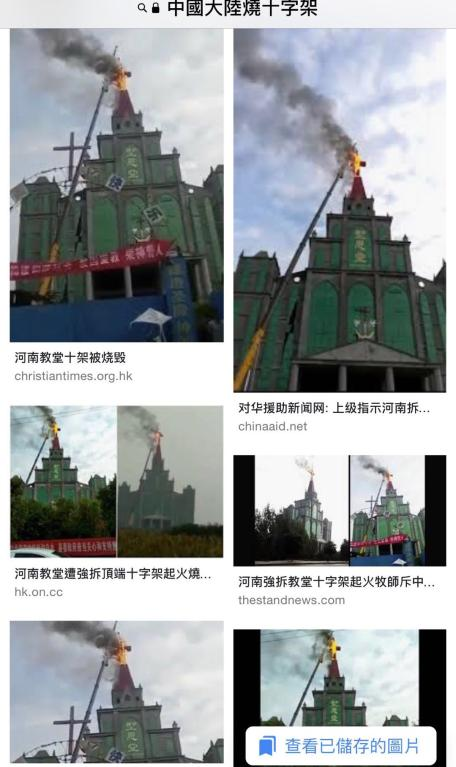 中國大陸燒十字架
河南教堂十架被烧毁
christiantimes.org.hk
对华援助新闻网: 上级指示河南拆...
chinaaid.net
河南教堂遭強拆頂端十字架起火燒...
hk.on.cc
河南強拆教堂十字架起火牧師斥中...
thestandnews.com
查看已儲存的圖片